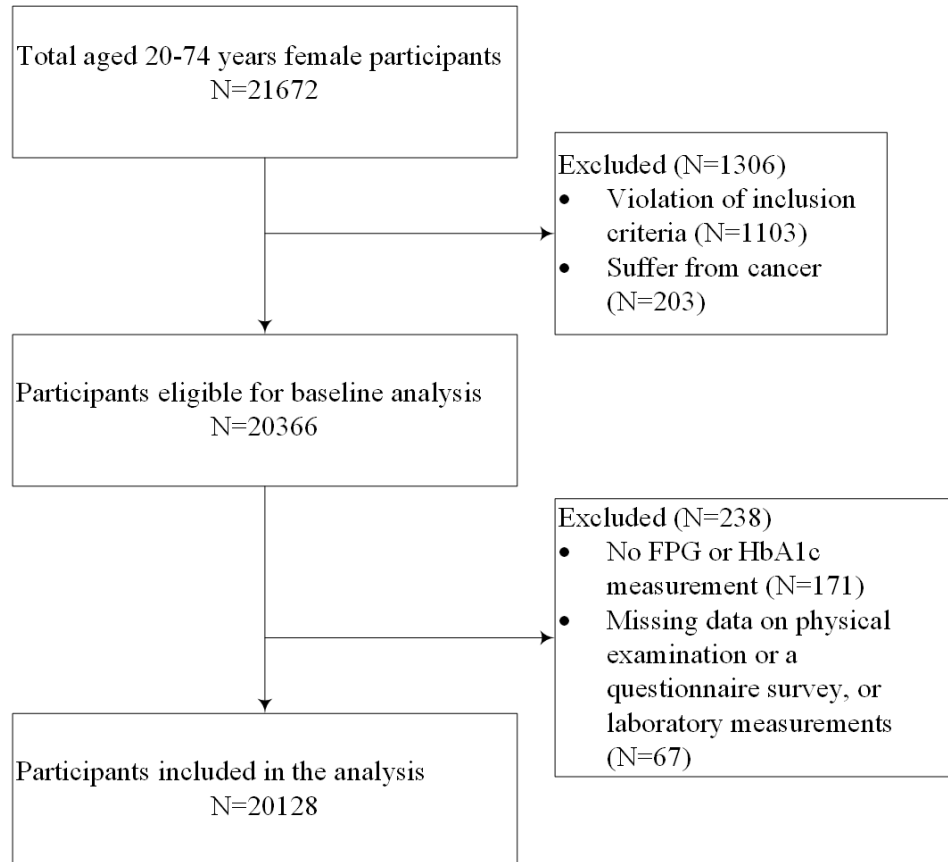 Total aged 20-74 years female participants
N=21672
Excluded (N=1306)
• Violation of inclusion
criteria (N=1103)
• Suffer from cancer
(N=203)
Participants eligible for baseline analysis
N=20366
Excluded (N=238)
• No FPG or HbA1c
measurement (N=171)
• Missing data on physical
examination or a
questionnaire survey, or
laboratory measurements
(N=67)
Participants included in the analysis
N=20128